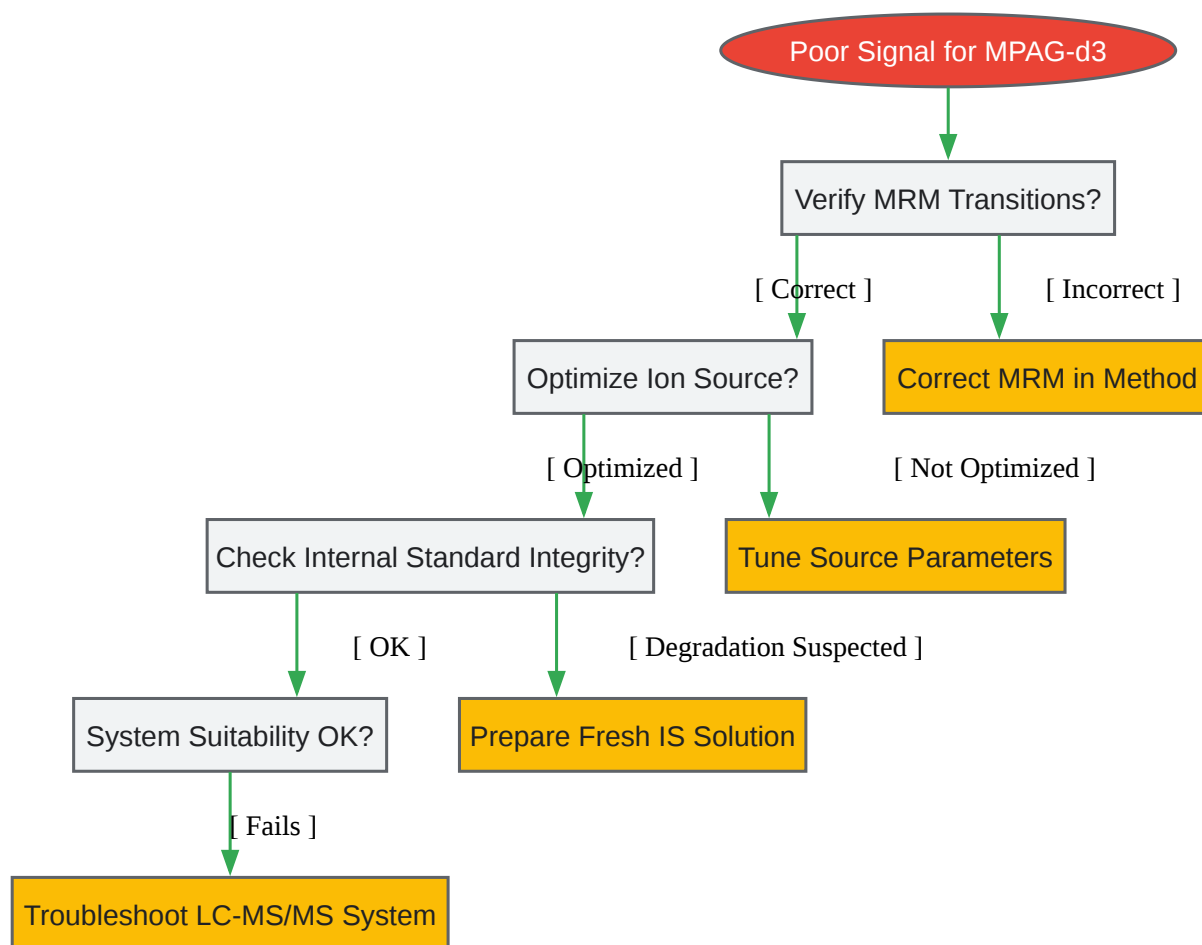 Poor Signal for MPAG-d3
Verify MRM Transitions?
[ Correct ]
[ Incorrect ]
Optimize Ion Source?
Correct MRM in Method
[ Optimized ]
[ Not Optimized ]
Check Internal Standard Integrity?
Tune Source Parameters
[ OK ]
[ Degradation Suspected ]
System Suitability OK?
Prepare Fresh IS Solution
[ Fails ]
Troubleshoot LC-MS/MS System